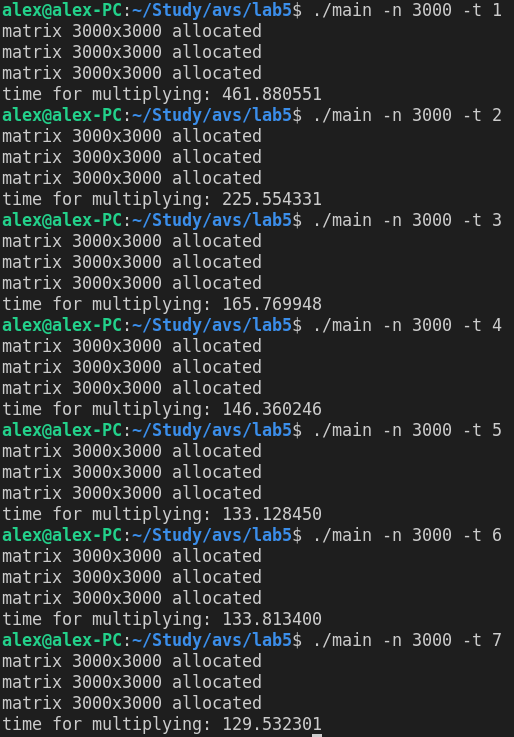 alex@alex-PC:~/Study/avs/lab5$ ./main -n 3000 -t 1
matrix 3000x3000 allocated
matrix 3000x3000 allocated
matrix 3000x3000 allocated
time for multiplying: 461.880551
alex@alex-PC:~/Study/avs/lab5$ ./main -n 3000 -t 2
matrix 3000x3000 allocated
matrix 3000x3000 allocated
matrix 3000x3000 allocated
time for multiplying: 225.554331
alex@alex-PC:~/Study/avs/lab5$ ./main -n 3000 -t 3
matrix 3000x3000 allocated
matrix 3000x3000 allocated
matrix 3000x3000 allocated
time for multiplying: 165.769948
alex@alex-PC:~/Study/avs/lab5$ ./main -n 3000 -t 4
matrix 3000x3000 allocated
matrix 3000x3000 allocated
matrix 3000x3000 allocated
time for multiplying: 146.360246
alex@alex-PC:~/Study/avs/lab5$ ./main -n 3000 -t 5
matrix 3000x3000 allocated
matrix 3000x3000 allocated
matrix 3000x3000 allocated
time for multiplying: 133.128450
alex@alex-PC:~/Study/avs/lab5$ ./main -n 3000 -t 6
matrix 3000x3000 allocated
matrix 3000x3000 allocated
matrix 3000x3000 allocated
time for multiplying: 133.813400
alex@alex-PC:~/Study/avs/lab5$ ./main -n 3000 -t 7
matrix 3000x3000 allocated
matrix 3000x3000 allocated
matrix 3000x3000 allocated
time for multiplying: 129.532301